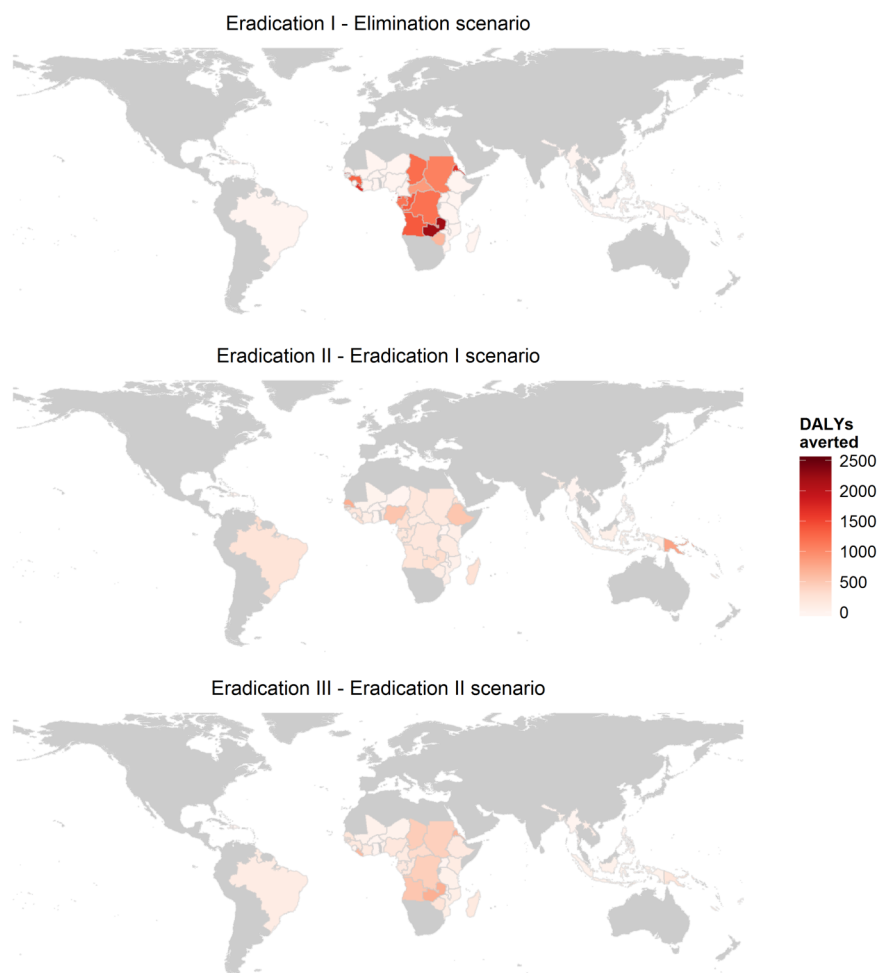 Eradication I - Elimination scenario
Eradication II - Eradication I scenario
DALYs
averted
2500
2000
1500
1000
500
0
Eradication III - Eradication II scenario